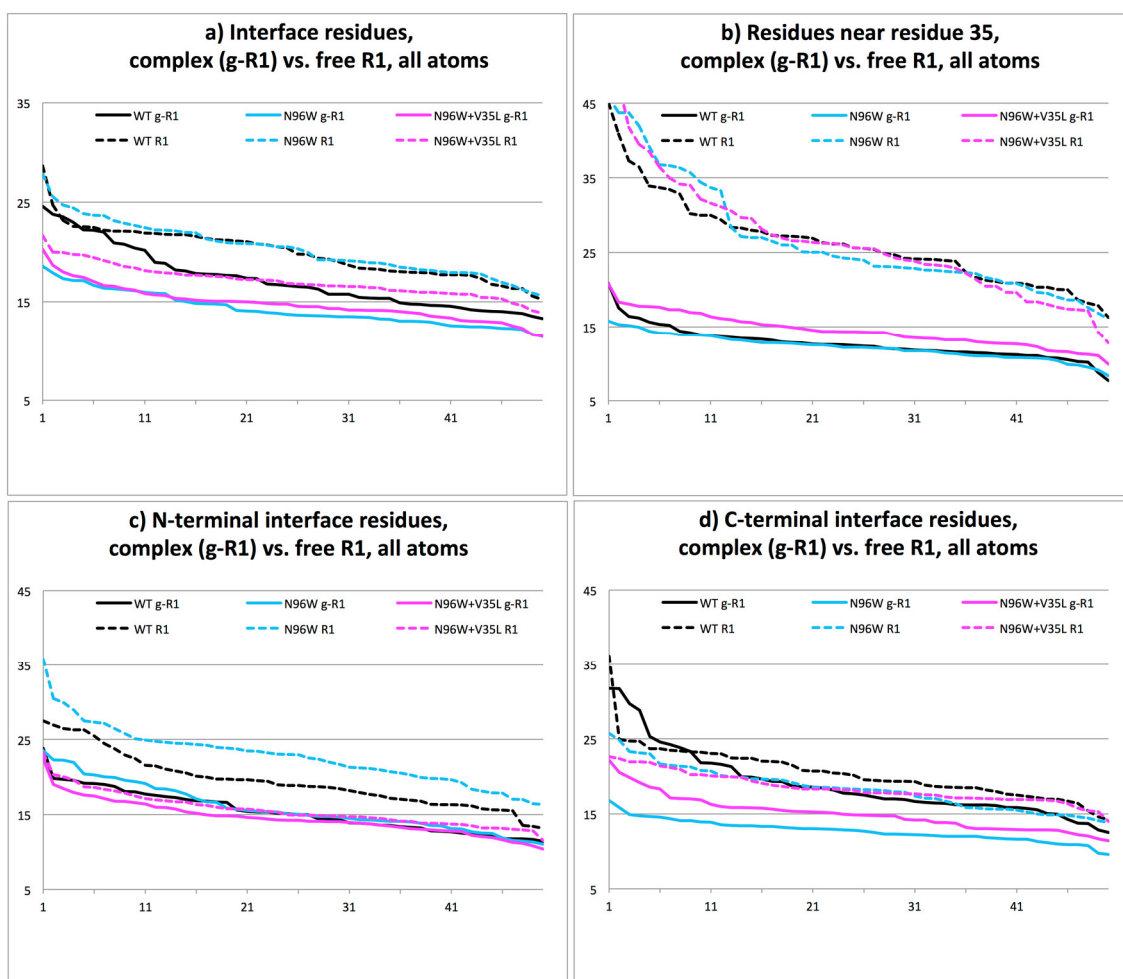 a) Interface residues,
complex (g-R1) vs. free R1, all atoms
35
WT g-R1 N96W g-R1 N96W+V35L g-R1
WT R1 N96W R1 N96W+V35L R1
25
15
5
1 11 21 31 41
b) Residues near residue 35,
complex (g-R1) vs. free R1, all atoms
45
WT g-R1 N96W g-R1 N96W+V35L g-R1
WT R1 N96W R1 N96W+V35L R1
35
25
15
5
1 11 21 31 41
c) N-terminal interface residues,
complex (g-R1) vs. free R1, all atoms
WT g-R1 N96W g-R1 N96W+V35L g-R1
WT R1 N96W R1 N96W+V35L R1
35
25
15
5
1 11 21 31 41
d) C-terminal interface residues,
complex (g-R1) vs. free R1, all atoms
WT g-R1 N96W g-R1 N96W+V35L g-R1
WT R1 N96W R1 N96W+V35L R1
35
25
15
5
1 11 21 31 41